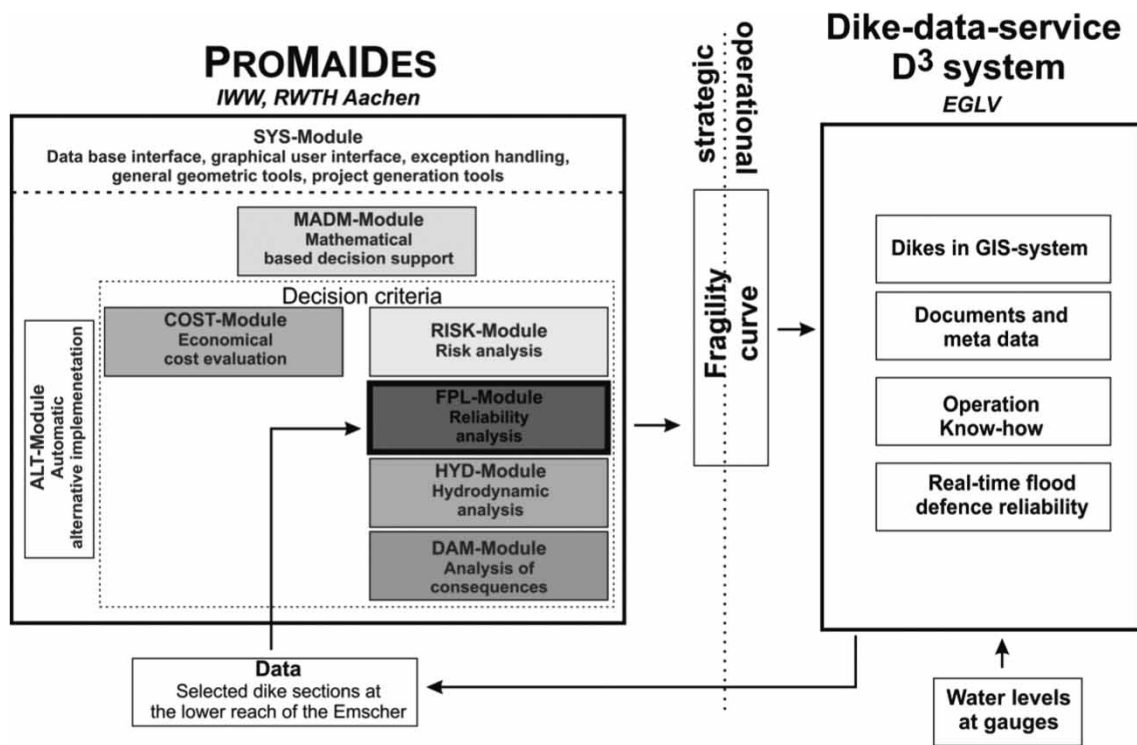 PROMAIDES
IWW, RWTH Aachen
SYS-Module
Data base interface, graphical user interface, exception handling,
general geometric tools, project generation tools
MADM-Module
Mathematical
based decision support
Decision criteria
COST-Module
Economical
cost evaluation
RISK-Module
Risk analysis
FPL-Module
Reliability
analysis
HYD-Module
Hydrodynamic
analysis
DAM-Module
Analysis of
consequences
ALT-Module
Automatic
alternative implemenetation
Data
Selected dike sections at
the lower reach of the Emscher
strategic
operational
Fragility
curve
Dike-data-service
D³ system
EGLV
Dikes in GIS-system
Documents and
meta data
Operation
Know-how
Real-time flood
defence reliability
Water levels
at gauges